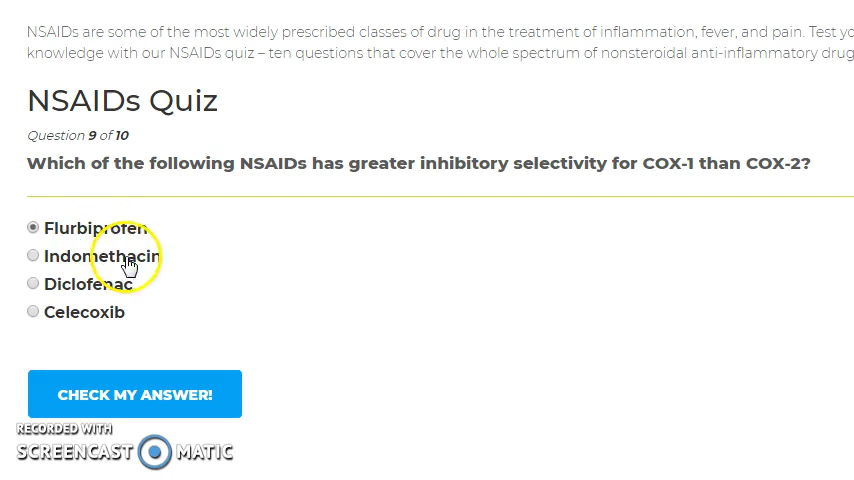 NSAIDs are some of the most widely prescribed classes of drug in the treatment of inflammation, fever, and pain. Test
knowledge with our NSAIDs quiz – ten questions that cover the whole spectrum of nonsteroidal anti-inflammatory drug
NSAIDs Quiz
Question 9 of 10
Which of the following NSAIDs has greater inhibitory selectivity for COX-1 than COX-2?
Flurbiprofen
Indomethacin
Diclofenac
Celecoxib
CHECK MY ANSWER!
RECORDED WITH
SCREENCAST MATIC